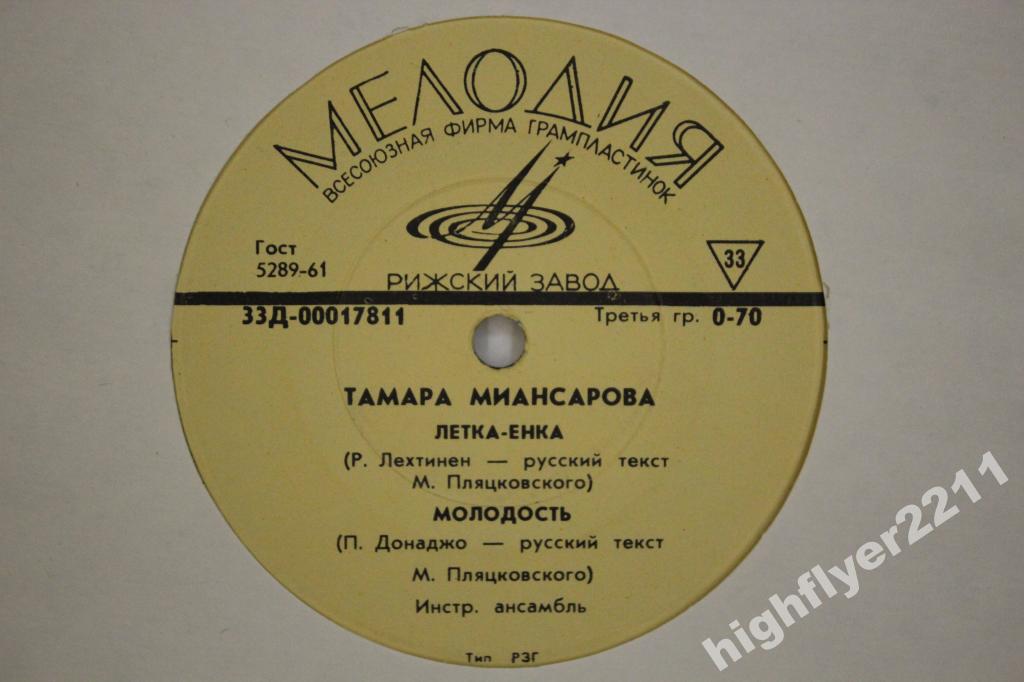 МЕЛОДИЯ
ВСЕСОЮЗНАЯ ФИРМА ГРАМПЛАСТИНОК
Гост
5289-61
33
РИЖСКИЙ ЗАВОД
33Д-00017811
Третья гр. 0-70
ТАМАРА МИАНСАРОВА
ЛЕТКА-ЕНКА
(Р. Лехтинен — русский текст
М. Пляцковского)
МОЛОДОСТЬ
(П. Донаджо — русский текст
М. Пляцковского)
Инстр. ансамбль
Тип РЗГ
highflyer2211